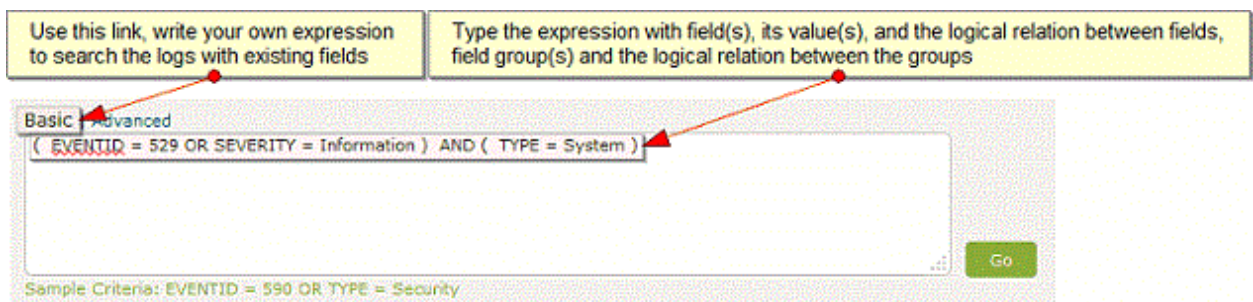 Use this link, write your own expression
to search the logs with existing fields
Type the expression with field(s), its value(s), and the logical relation between fields,
field group(s) and the logical relation between the groups
Basic Advanced
( EVENTID = 529 OR SEVERITY = Information ) AND ( TYPE = System )
Go
Sample Criteria: EVENTID = 590 OR TYPE = Security